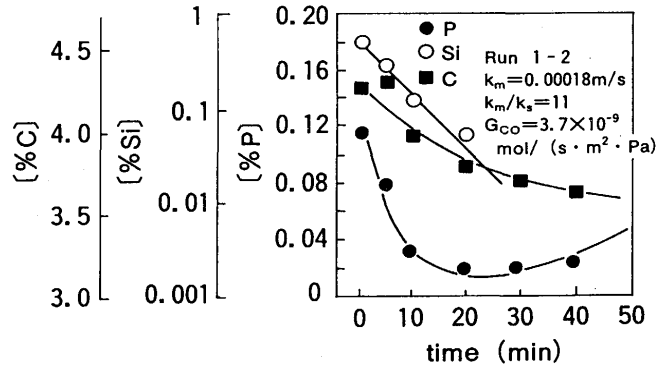 [%C]
4.5
4.0
3.5
3.0
[%Si]
1
0.1
0.01
0.001
[%P]
0.20
0.16
0.12
0.08
0.04
0
P
Si
C
Run 1-2
km=0.00018m/s
km/ks=11
GCO=3.7×10-9
mol/(s・m2・Pa)
0 10 20 30 40 50
time (min)